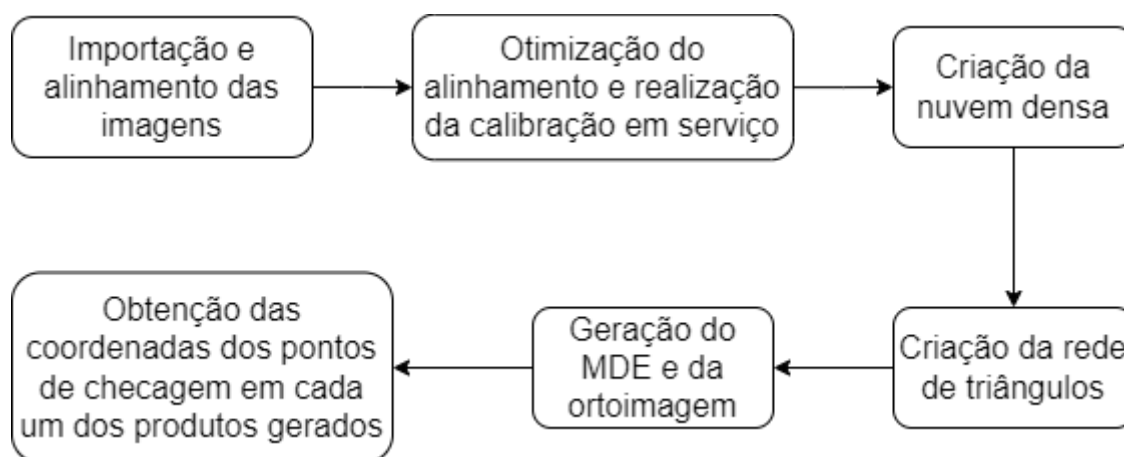 Importação e
alinhamento das
imagens
Otimização do
alinhamento e realização
da calibração em serviço
Criação da
nuvem densa
Criação da rede
de triângulos
Geração do
MDE e da
ortoimagem
Obtenção das
coordenadas dos pontos
de checagem em cada
um dos produtos gerados